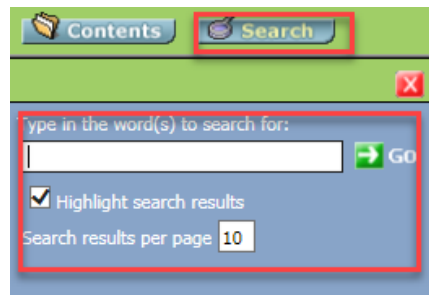 Contents Search
X
Type in the word(s) to search for:
Go
Highlight search results
Search results per page 10